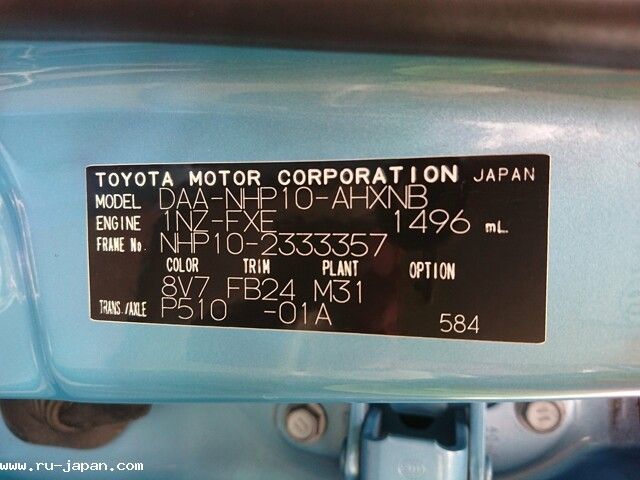 TOYOTA MOTOR CORPORATION JAPAN
MODEL DAA-NHP10-AHXNB
ENGINE 1NZ-FXE 1496 mL
FRAME No. NHP10-2333357
COLOR TRIM PLANT OPTION
8V7 FB24 M31
TRANS./AXLE P510 -01A 584
www.ru-japan.com